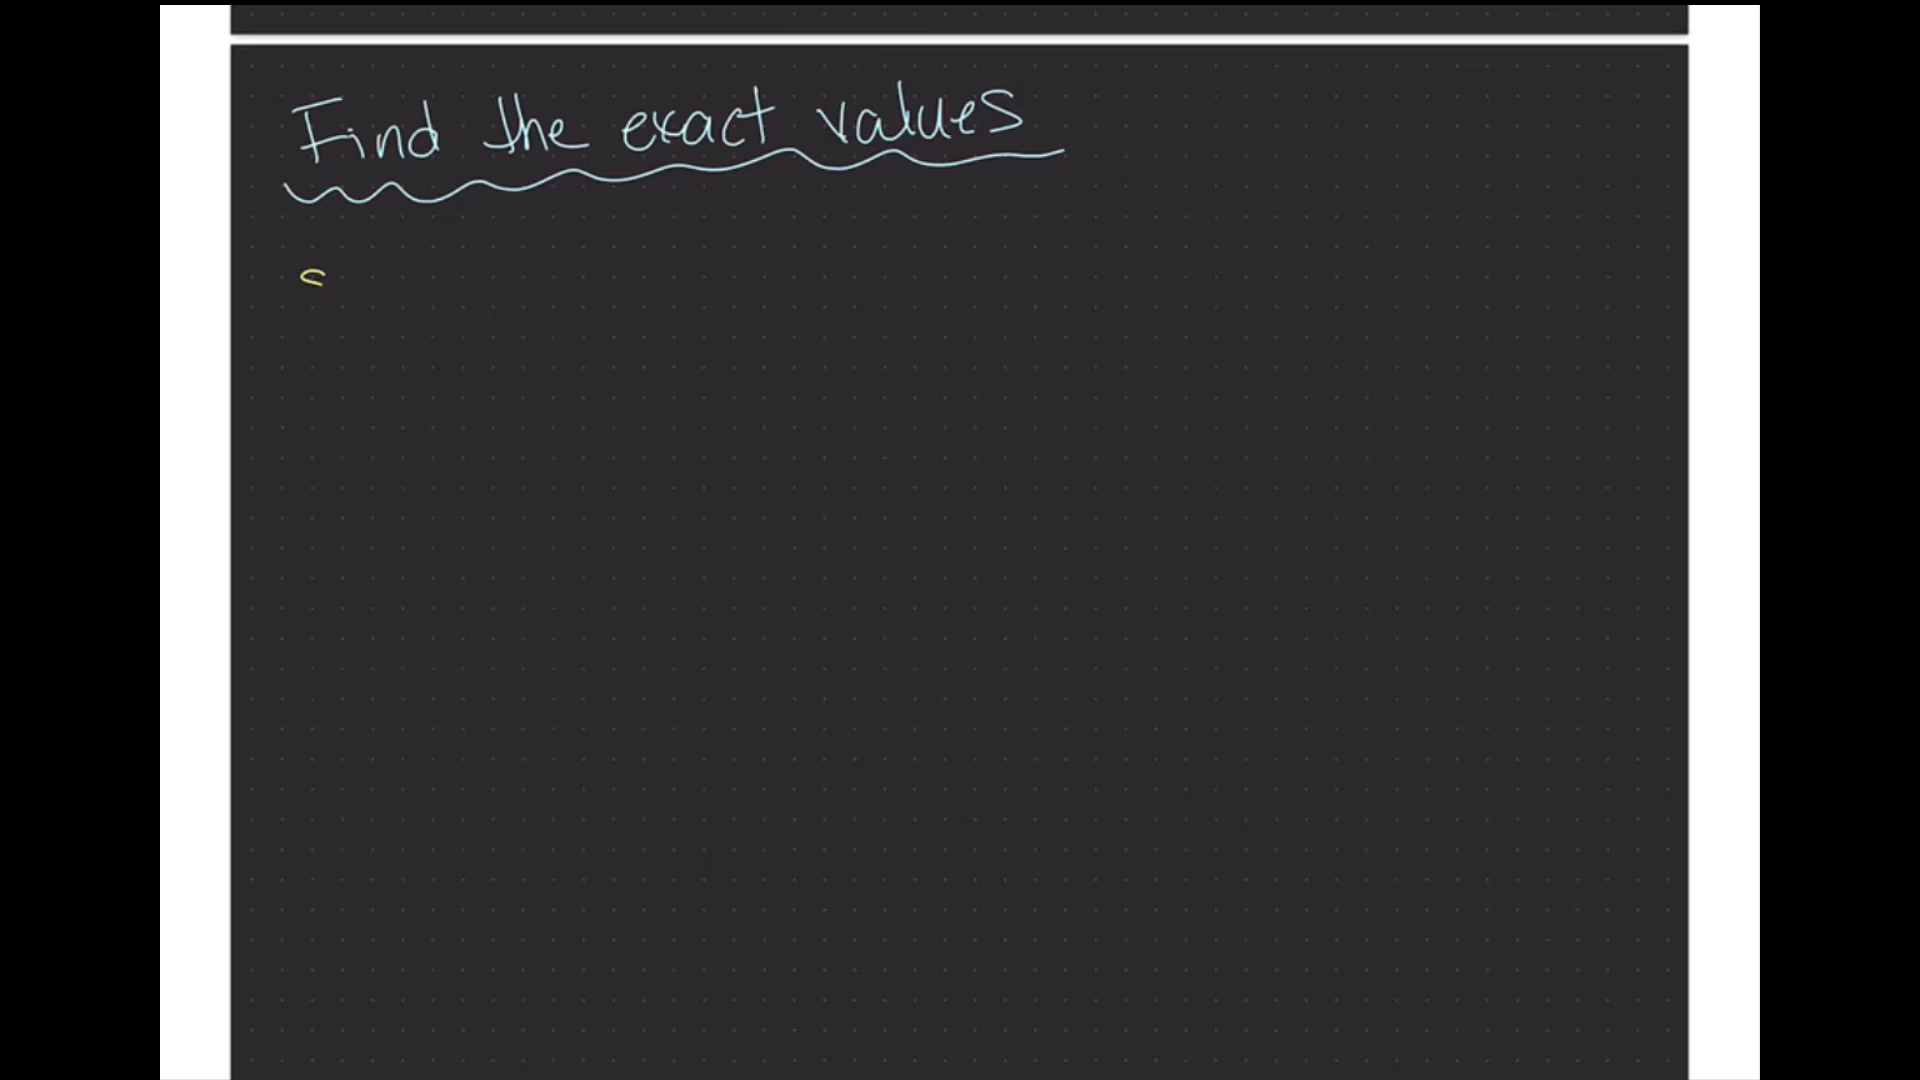 Find the exact values